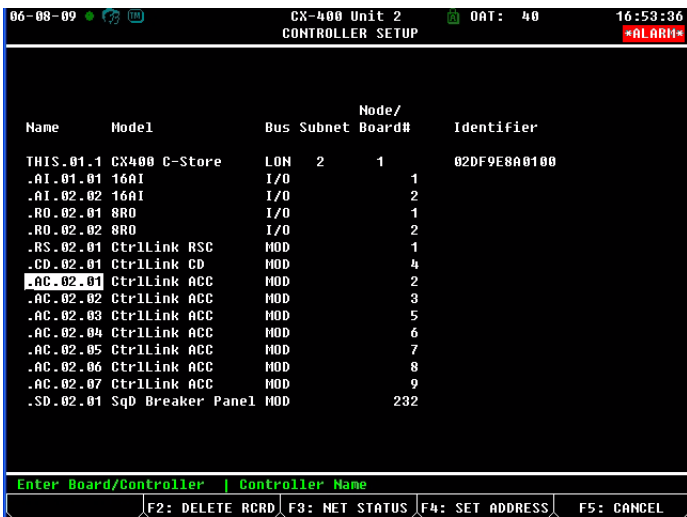 06-08-09 CX-400 Unit 2 OAT: 40 16:53:36
CONTROLLER SETUP *ALARM*
Node/
Name Model Bus Subnet Board# Identifier
THIS.01.1 CX400 C-Store LON 2 1 02DF9E8A0100
.AI.01.01 16AI I/O 1
.AI.02.02 16AI I/O 2
.RO.02.01 8RO I/O 1
.RO.02.02 8RO I/O 2
.RS.02.01 CtrlLink RSC MOD 1
.CD.02.01 CtrlLink CD MOD 4
.AC.02.01 CtrlLink ACC MOD 2
.AC.02.02 CtrlLink ACC MOD 3
.AC.02.03 CtrlLink ACC MOD 5
.AC.02.04 CtrlLink ACC MOD 6
.AC.02.05 CtrlLink ACC MOD 7
.AC.02.06 CtrlLink ACC MOD 8
.AC.02.07 CtrlLink ACC MOD 9
.SD.02.01 SqD Breaker Panel MOD 232
Enter Board/Controller | Controller Name
F2: DELETE RCRD F3: NET STATUS F4: SET ADDRESS F5: CANCEL